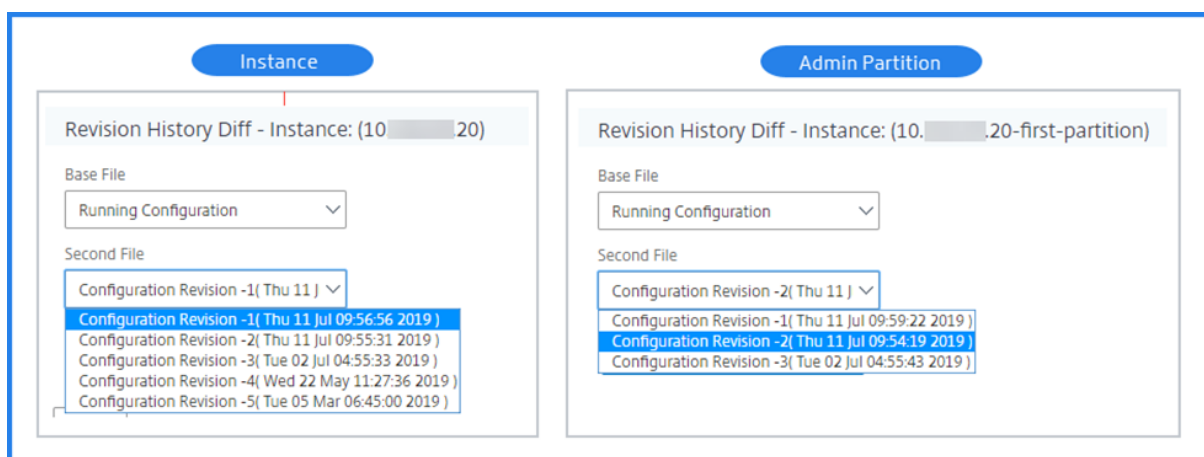 Instance
Revision History Diff - Instance: (10 .20)
Base File
Running Configuration
Second File
Configuration Revision -1( Thu 11 J
Configuration Revision -1( Thu 11 Jul 09:56:56 2019 )
Configuration Revision -2( Thu 11 Jul 09:55:31 2019 )
Configuration Revision -3( Tue 02 Jul 04:55:33 2019 )
Configuration Revision -4( Wed 22 May 11:27:36 2019 )
Configuration Revision -5( Tue 05 Mar 06:45:00 2019 )
Admin Partition
Revision History Diff - Instance: (10. .20-first-partition)
Base File
Running Configuration
Second File
Configuration Revision -2( Thu 11 J
Configuration Revision -1( Thu 11 Jul 09:59:22 2019 )
Configuration Revision -2( Thu 11 Jul 09:54:19 2019 )
Configuration Revision -3( Tue 02 Jul 04:55:43 2019 )